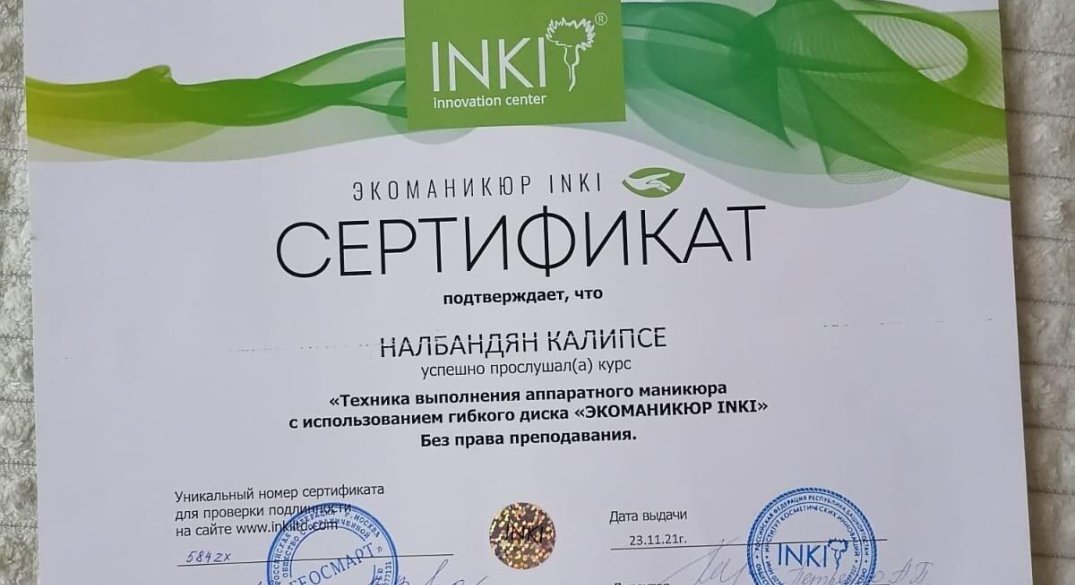 INKI®
innovation center
ЭКОМАНИКЮР INKI
СЕРТИФИКАТ
подтверждает, что
НАЛБАНДЯН КАЛИПСЕ
успешно прослушал(а) курс
«Техника выполнения аппаратного маникюра
с использованием гибкого диска «ЭКОМАНИКЮР INKI»
Без права преподавания.
Уникальный номер сертификата
для проверки подлинности
на сайте www.inkiltd.com
584zx
INKI
Дата выдачи
23.11.21г.
INKI